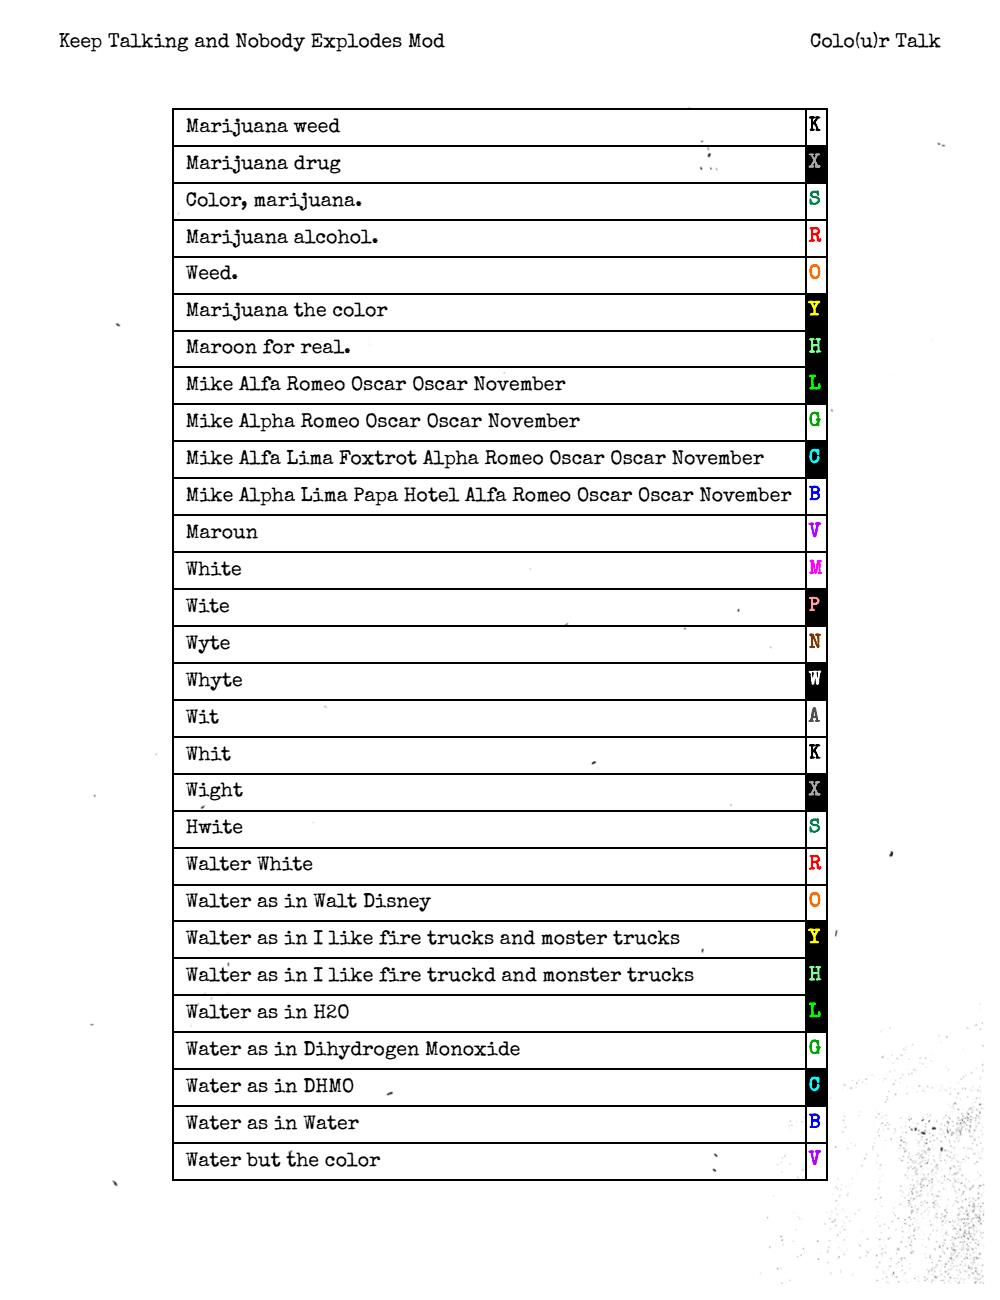 Keep Talking and Nobody Explodes Mod Colo(u)r Talk
Marijuana weed K
Marijuana drug X
Color, marijuana. S
Marijuana alcohol. R
Weed. O
Marijuana the color Y
Maroon for real. H
Mike Alfa Romeo Oscar Oscar November L
Mike Alpha Romeo Oscar Oscar November G
Mike Alfa Lima Foxtrot Alpha Romeo Oscar Oscar November C
Mike Alpha Lima Papa Hotel Alfa Romeo Oscar Oscar November B
Maroun V
White M
Wite P
Wyte N
Whyte W
Wit A
Whit K
Wight X
Hwite S
Walter White R
Walter as in Walt Disney O
Walter as in I like fire trucks and moster trucks Y
Walter as in I like fire truckd and monster trucks H
Walter as in H2O L
Water as in Dihydrogen Monoxide G
Water as in DHMO C
Water as in Water B
Water but the color V